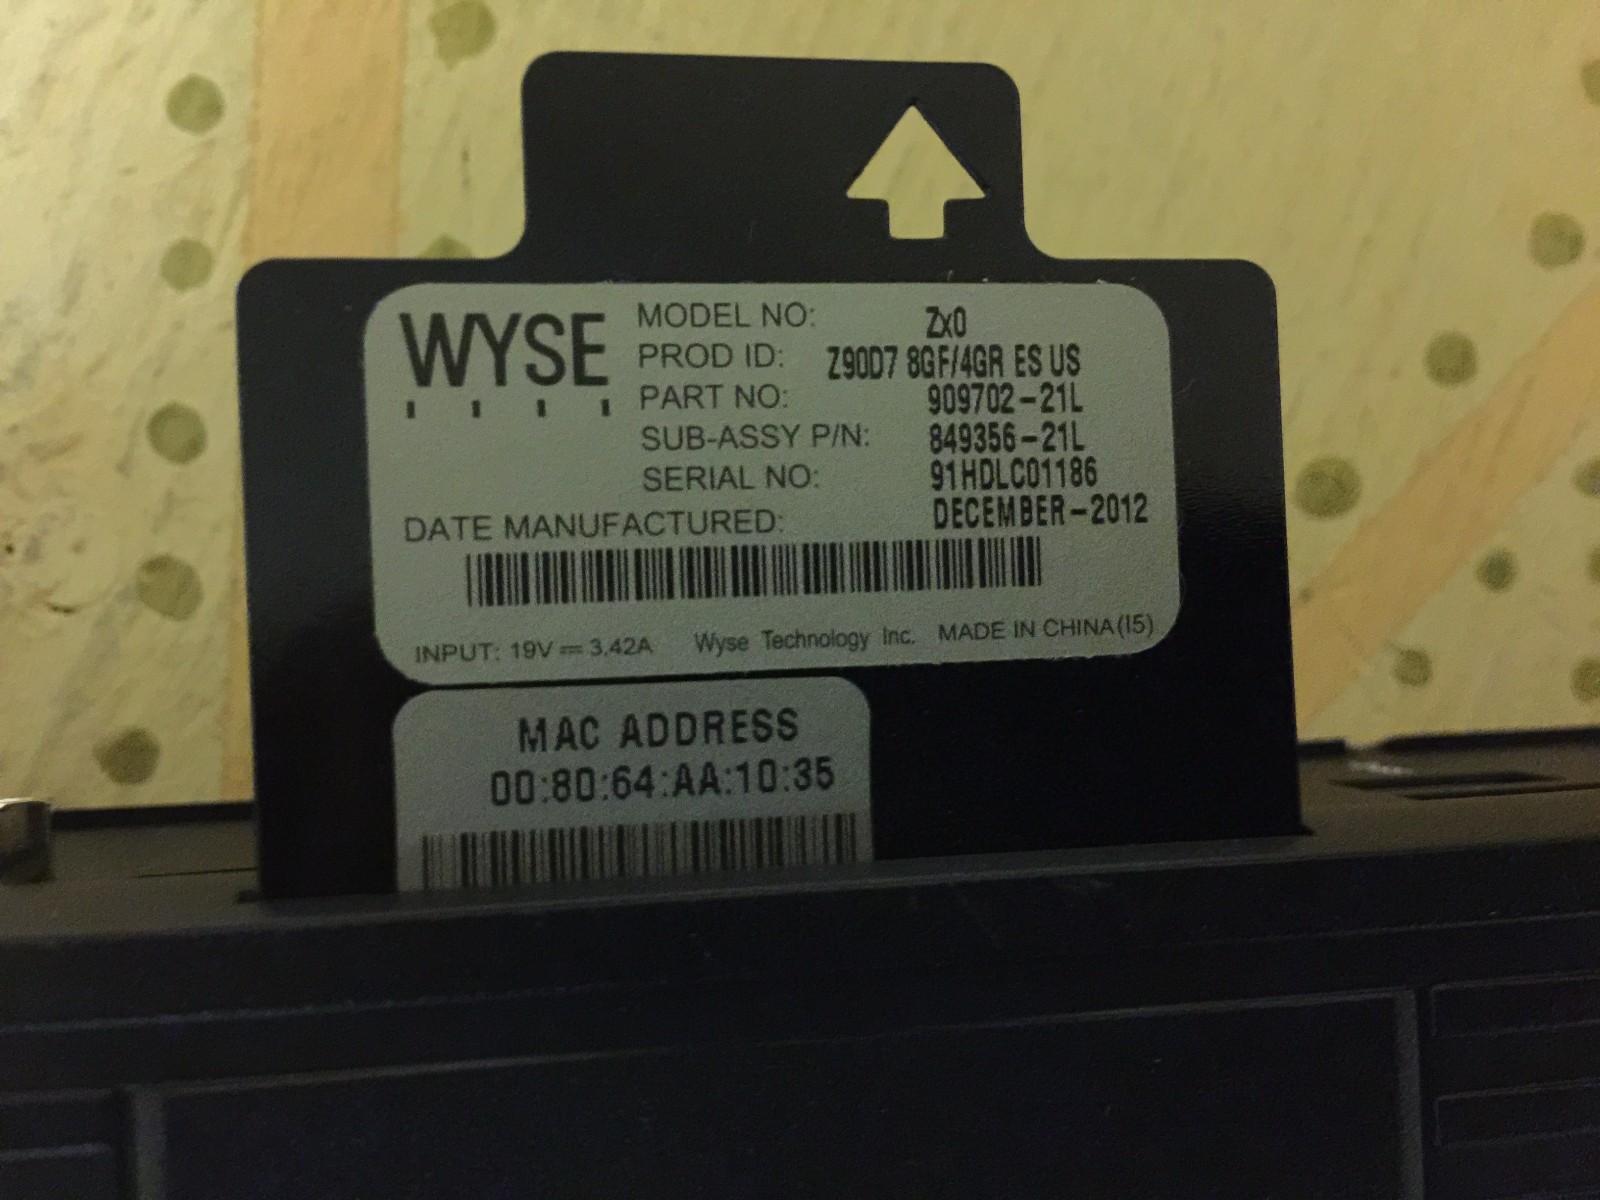 WYSE
MODEL NO: Zx0
PROD ID: Z90D7 8GF/4GR ES US
PART NO: 909702-21L
SUB-ASSY P/N: 849356-21L
SERIAL NO: 91HDLC01186
DATE MANUFACTURED: DECEMBER-2012
INPUT: 19V ⎓ 3.42A Wyse Technology Inc. MADE IN CHINA(I5)
MAC ADDRESS
00:80:64:AA:10:35